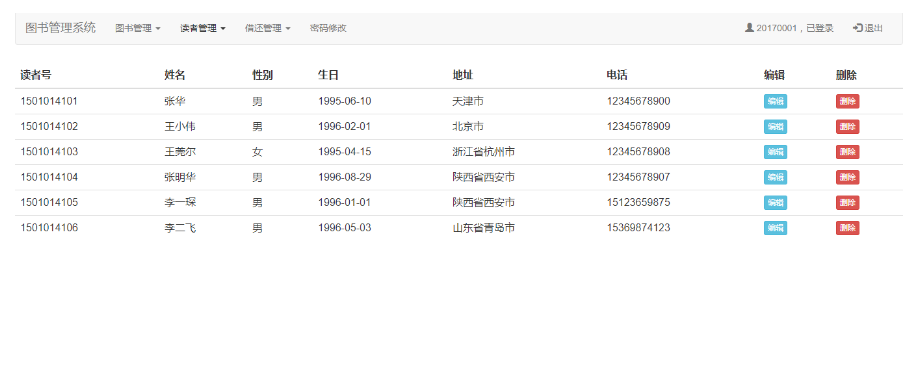 图书管理系统 图书管理 读者管理 借还管理 密码修改 20170001，已登录 退出
读者号 姓名 性别 生日 地址 电话 编辑 删除
1501014101 张华 男 1995-06-10 天津市 12345678900 编辑 删除
1501014102 王小伟 男 1996-02-01 北京市 12345678909 编辑 删除
1501014103 王莞尔 女 1995-04-15 浙江省杭州市 12345678908 编辑 删除
1501014104 张明华 男 1996-08-29 陕西省西安市 12345678907 编辑 删除
1501014105 李一琛 男 1996-01-01 陕西省西安市 15123659875 编辑 删除
1501014106 李二飞 男 1996-05-03 山东省青岛市 15369874123 编辑 删除